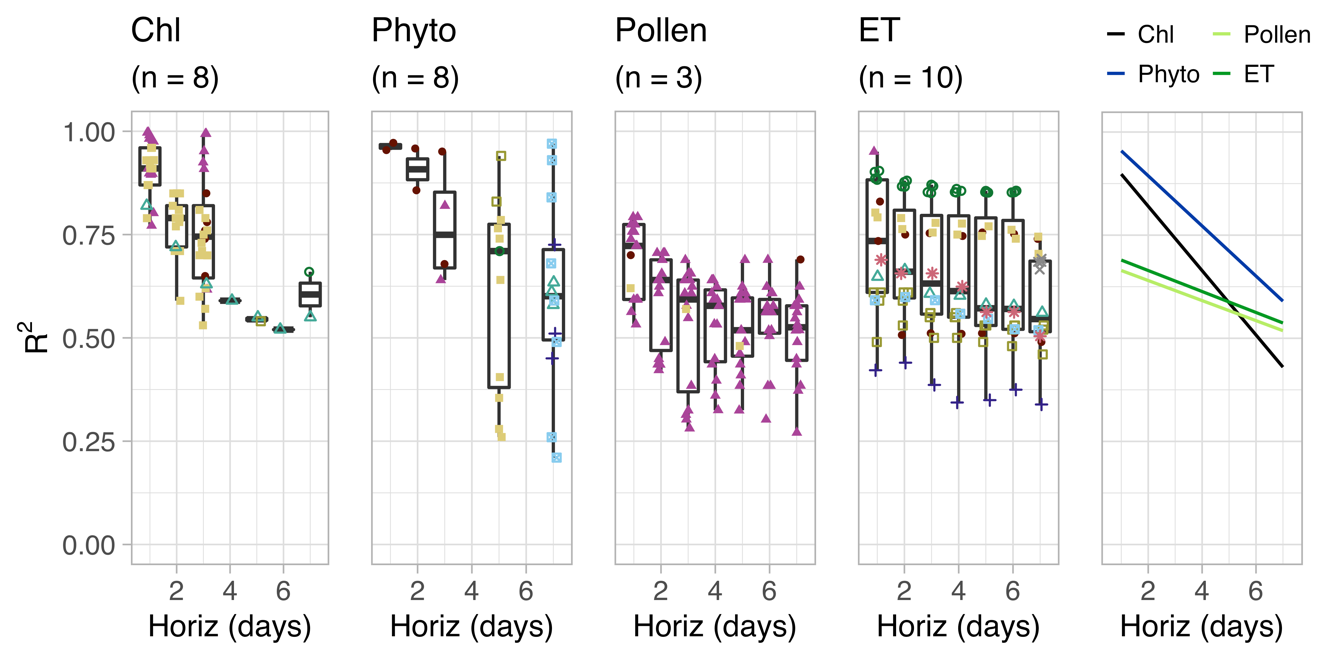 Chl
(n = 8)
Phyto
(n = 8)
Pollen
(n = 3)
ET
(n = 10)
Chl Pollen
Phyto ET
R²
1.00
0.75
0.50
0.25
0.00
2 4 6
2 4 6
2 4 6
2 4 6
2 4 6
Horiz (days)
Horiz (days)
Horiz (days)
Horiz (days)
Horiz (days)